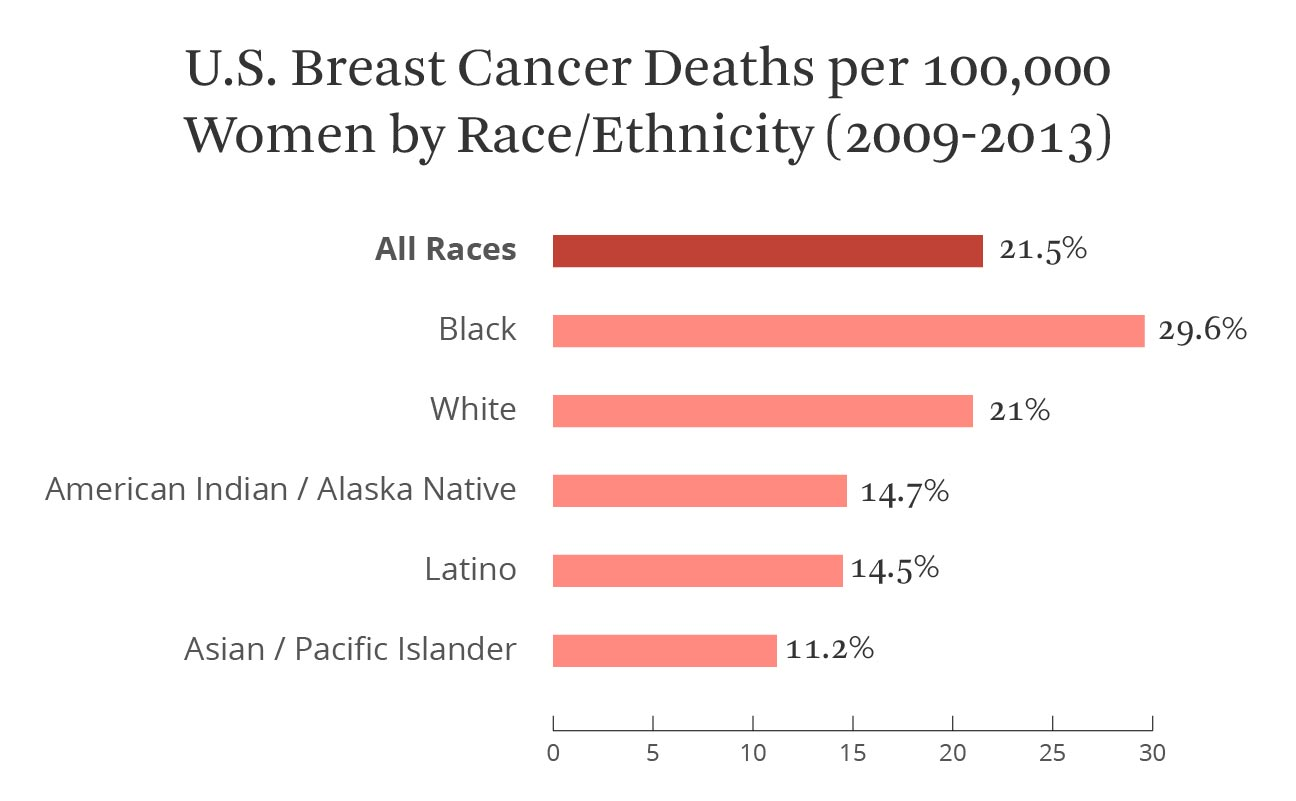 U.S. Breast Cancer Deaths per 100,000
Women by Race/Ethnicity (2009-2013)
All Races 21.5%
Black 29.6%
White 21%
American Indian / Alaska Native 14.7%
Latino 14.5%
Asian / Pacific Islander 11.2%
0 5 10 15 20 25 30